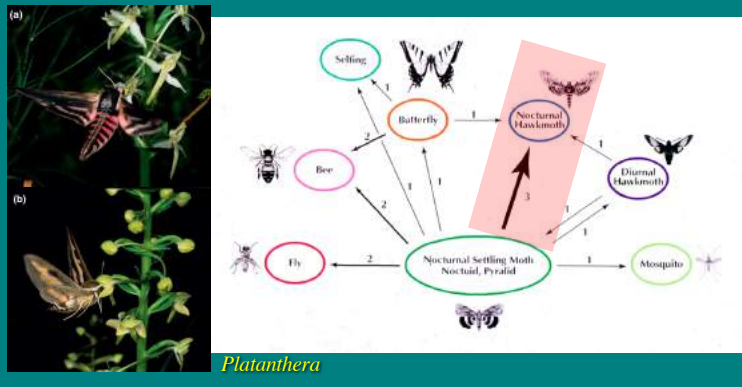 (a)
(b)
Selfing
1
Butterfly
1
Nocturnal
Hawkmoth
1
2
Bee
Diurnal
Hawkmoth
3
1
1
2
1
1
Fly
2
Nocturnal Settling Moth
Noctuid, Pyralid
1
Mosquito
Platanthera